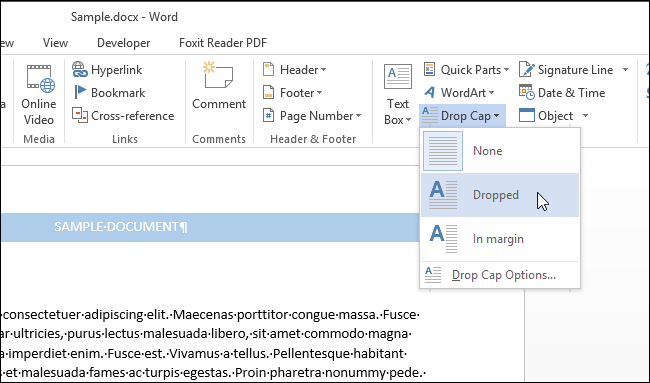 Sample.docx - Word
View Developer Foxit Reader PDF
Hyperlink Header Quick Parts Signature Line
Bookmark Footer WordArt Date & Time
Cross-reference Page Number Drop Cap Object
Online Video Comment Text Box
Media Links Comments Header & Footer
None
Dropped
In margin
Drop Cap Options...
SAMPLE·DOCUMENT¶
consectetuer·adipiscing·elit.·Maecenas·porttitor·congue·massa.·Fusce·
ultricies,·purus·lectus·malesuada·libero,·sit·amet·commodo·magna·
imperdiet·enim.·Fusce·est.·Vivamus·a·tellus.·Pellentesque·habitant·
et·malesuada·fames·ac·turpis·egestas.·Proin·pharetra·nonummy·pede.·